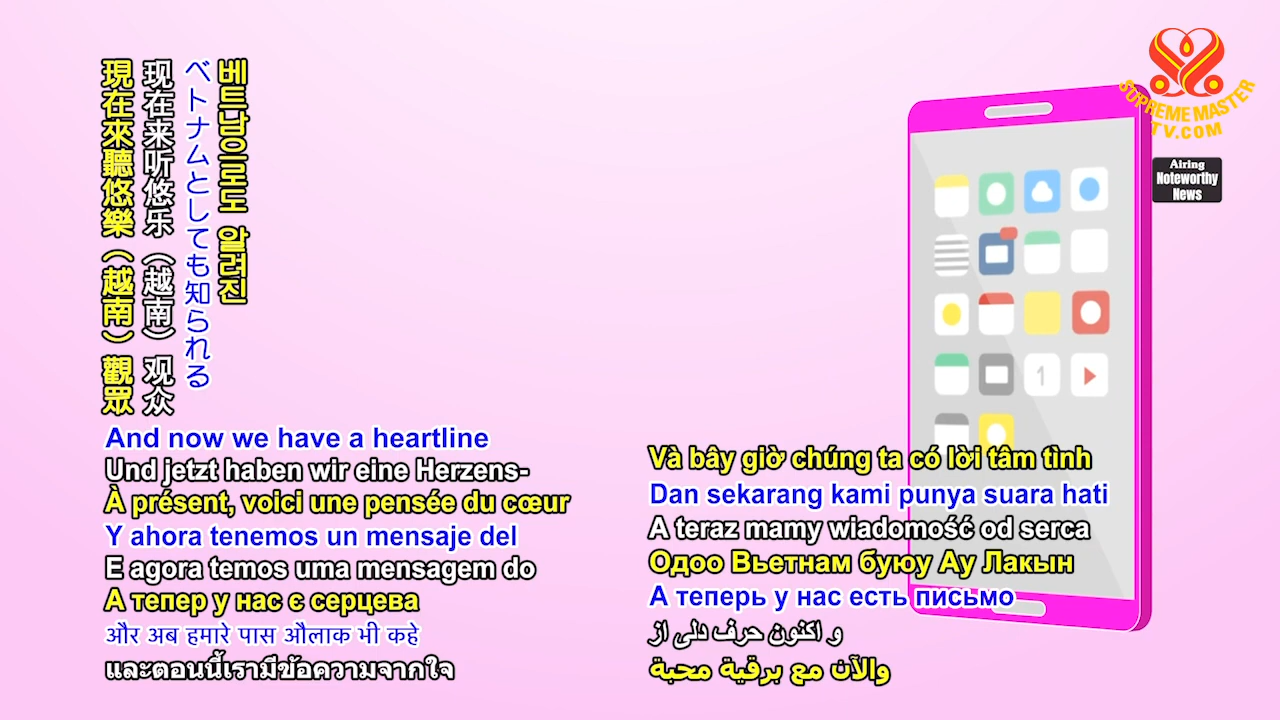 現在來聽悠樂（越南）觀眾
现在来听悠乐（越南）观众
ベトナムとしても知られる
베트남이로도 알려진
And now we have a heartline
Und jetzt haben wir eine Herzens-
À présent, voici une pensée du cœur
Y ahora tenemos un mensaje del
E agora temos uma mensagem do
А тепер у нас є серцева
और अब हमारे पास औलाक भी कहे
และตอนนี้เรามีข้อความจากใจ
Và bây giờ chúng ta có lời tâm tình
Dan sekarang kami punya suara hati
A teraz mamy wiadomość od serca
Одоо Вьетнам буюу Ау Лакын
А теперь у нас есть письмо
و اکنون حرف دلی از
والآن مع برقية محبة
SUPREME MASTER
TV.COM
Airing
Noteworthy
News
1